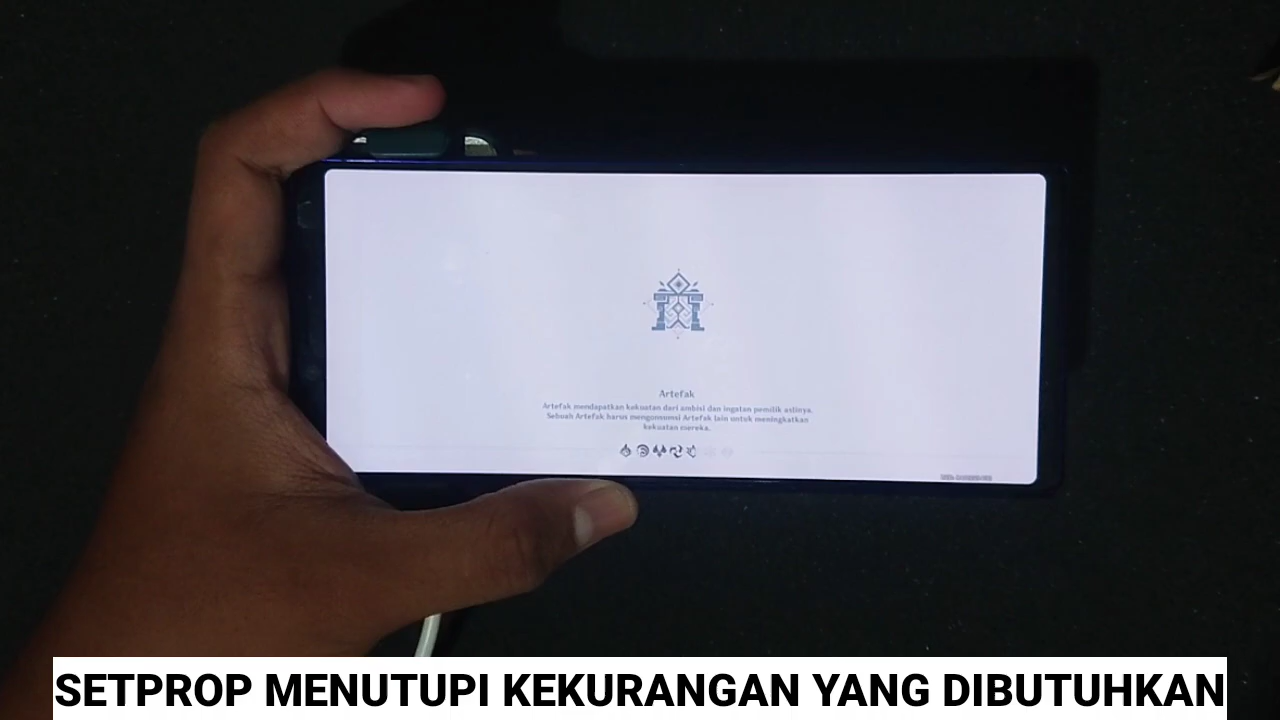 Artefak
Artefak mendapatkan kekuatan dari ambisi dan ingatan pemilik aslinya.
Sebuah Artefak harus mengonsumsi Artefak lain untuk meningkatkan
kekuatan mereka.
SETPROP MENUTUPI KEKURANGAN YANG DIBUTUHKAN